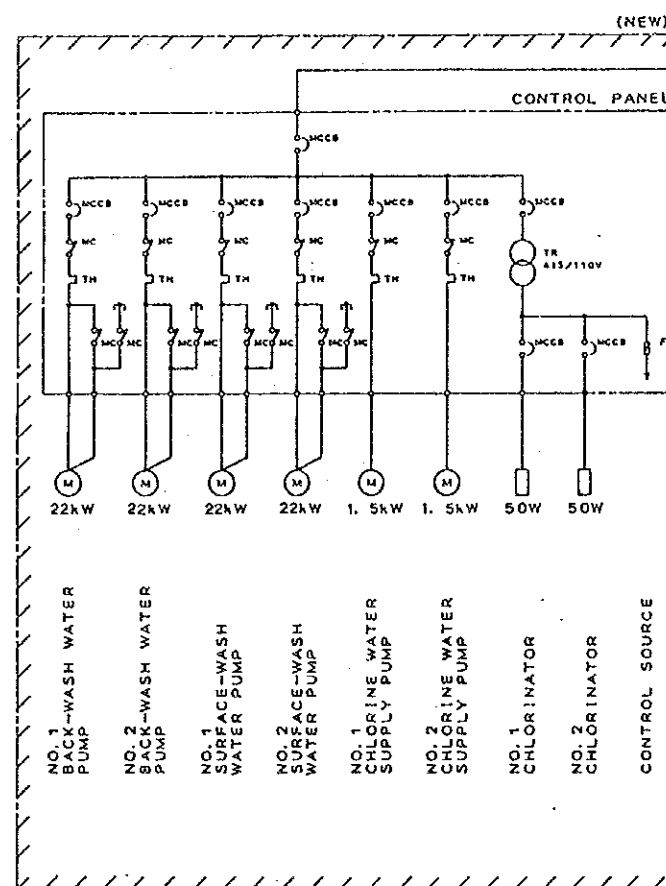 (NEW)
CONTROL PANEL
MCCB
MCCB MCCB MCCB MCCB MCCB MCCB MCCB
MC MC MC MC MC MC
TR
415/110V
TH TH TH TH TH TH
MC MC MC MC MC MC MC MC MCCB MCCB F
M M M M M M
22kW 22kW 22kW 22kW 1.5kW 1.5kW 50W 50W
NO. 1
BACK-WASH WATER
PUMP
NO. 2
BACK-WASH WATER
PUMP
NO. 1
SURFACE-WASH
WATER PUMP
NO. 2
SURFACE-WASH
WATER PUMP
NO. 1
CHLORINE WATER
SUPPLY PUMP
NO. 2
CHLORINE WATER
SUPPLY PUMP
NO. 1
CHLORINATOR
NO. 2
CHLORINATOR
CONTROL SOURCE